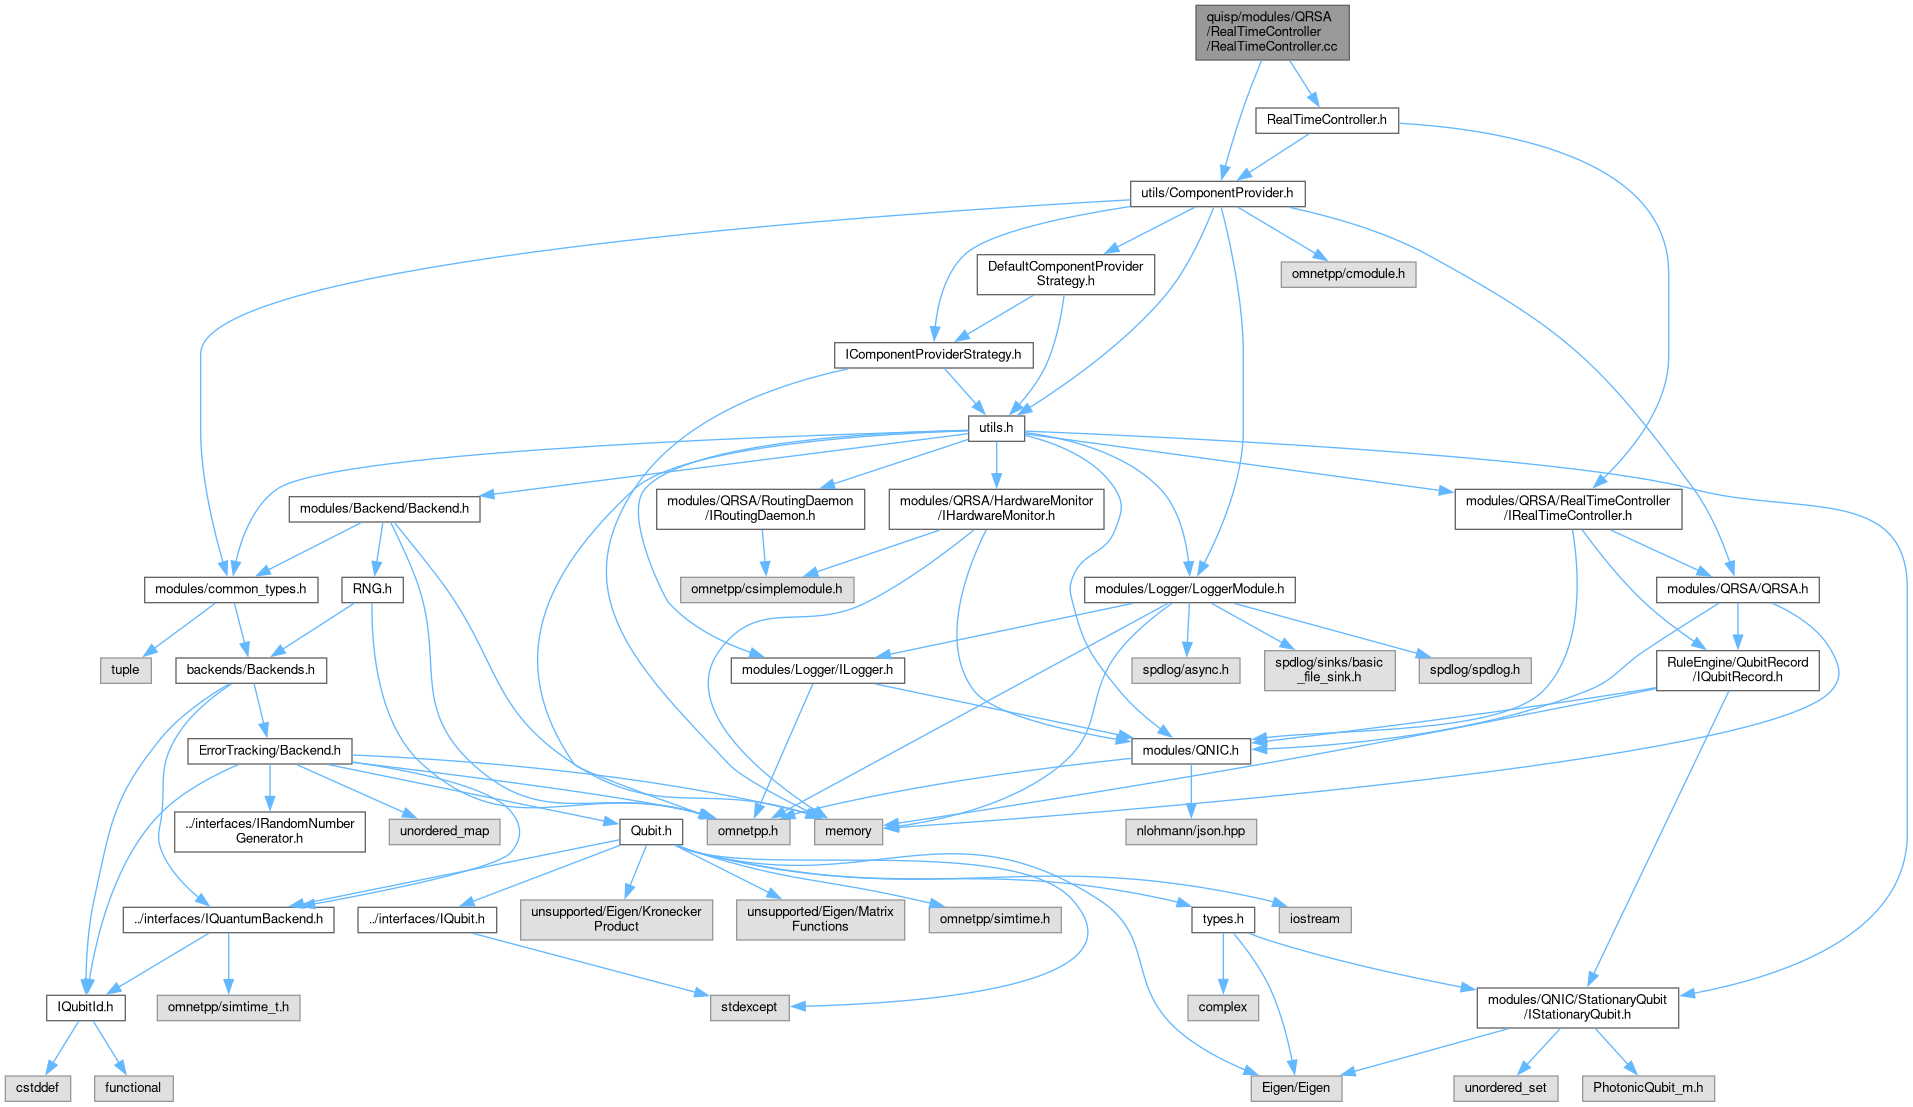 quisp/modules/QRSA
/RealTimeController
/RealTimeController.cc
RealTimeController.h
utils/ComponentProvider.h
DefaultComponentProvider
Strategy.h
omnetpp/cmodule.h
IComponentProviderStrategy.h
utils.h
modules/Backend/Backend.h
modules/QRSA/RoutingDaemon
/IRoutingDaemon.h
modules/QRSA/HardwareMonitor
/IHardwareMonitor.h
modules/QRSA/RealTimeController
/IRealTimeController.h
modules/common_types.h
RNG.h
omnetpp/csimplemodule.h
modules/Logger/LoggerModule.h
modules/QRSA/QRSA.h
tuple
backends/Backends.h
modules/Logger/ILogger.h
spdlog/async.h
spdlog/sinks/basic
_file_sink.h
spdlog/spdlog.h
RuleEngine/QubitRecord
/IQubitRecord.h
ErrorTracking/Backend.h
modules/QNIC.h
../interfaces/IRandomNumber
Generator.h
unordered_map
Qubit.h
omnetpp.h
memory
nlohmann/json.hpp
../interfaces/IQuantumBackend.h
../interfaces/IQubit.h
unsupported/Eigen/Kronecker
Product
unsupported/Eigen/Matrix
Functions
omnetpp/simtime.h
types.h
iostream
IQubitId.h
omnetpp/simtime_t.h
stdexcept
complex
modules/QNIC/StationaryQubit
/IStationaryQubit.h
cstddef
functional
Eigen/Eigen
unordered_set
PhotonicQubit_m.h